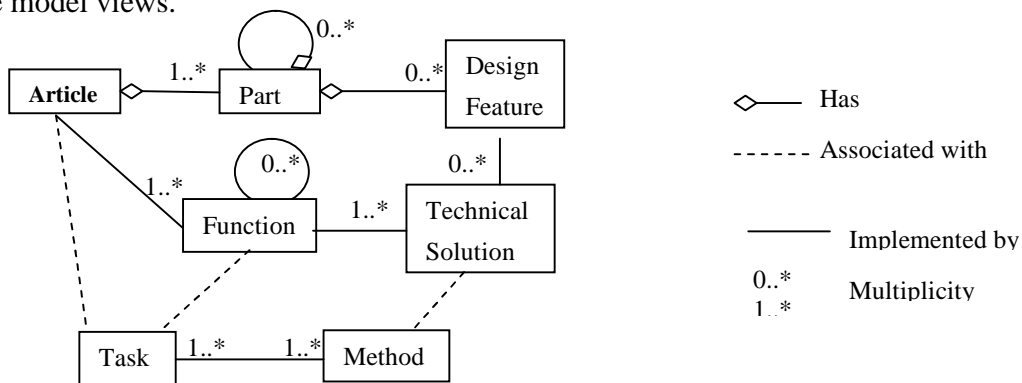 e model views.
0..*
1..*
0..*
Article
Part
Design
Feature
Has
Associated with
1..*
0..*
0..*
Function
1..*
Technical
Solution
Implemented by
0..*
1..*
Multiplicity
Task
1..*
1..*
Method